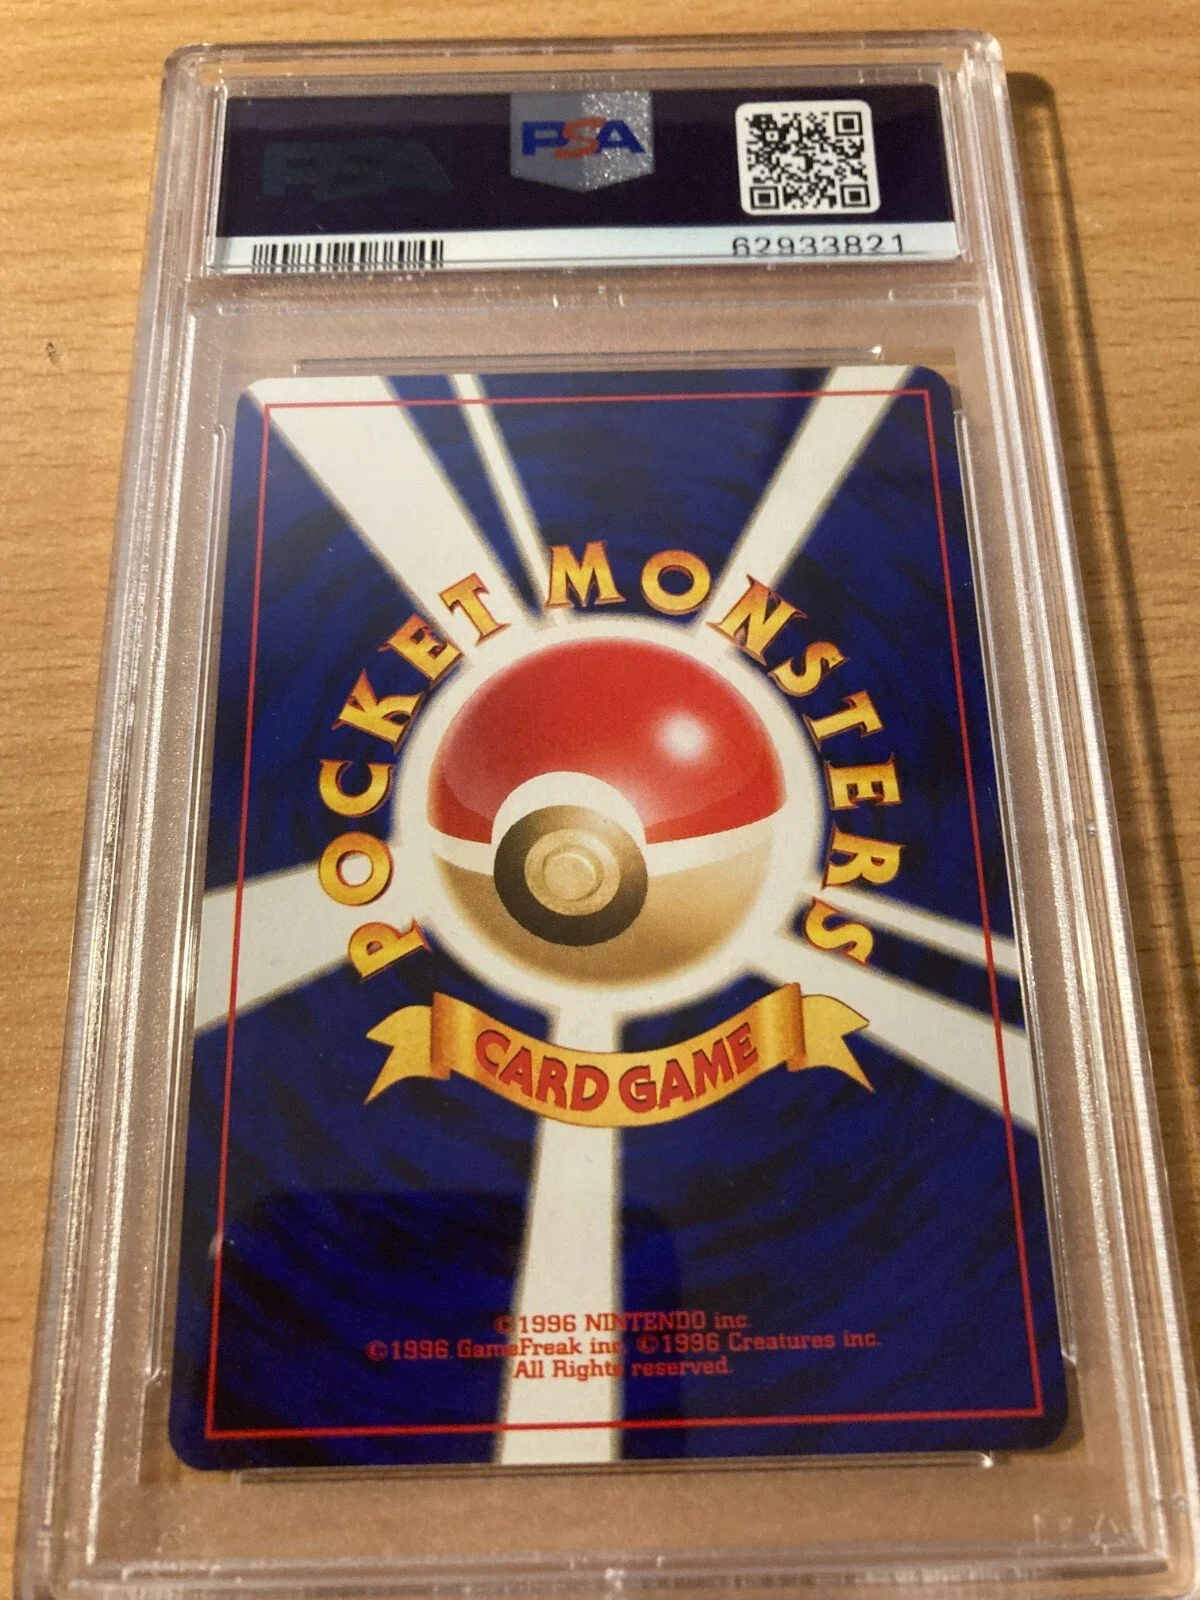 PSA
PSA
62933821
POCKET MONSTERS
CARD GAME
©1996 NINTENDO inc.
©1996 GameFreak inc. ©1996 Creatures inc.
All Rights reserved.